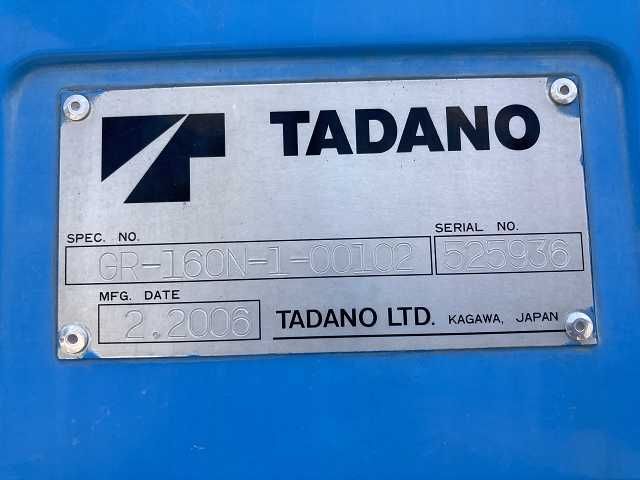 TADANO
SPEC. NO.
SERIAL NO.
GR-160N-1-00102
525936
MFG. DATE
2.2006
TADANO LTD. KAGAWA, JAPAN